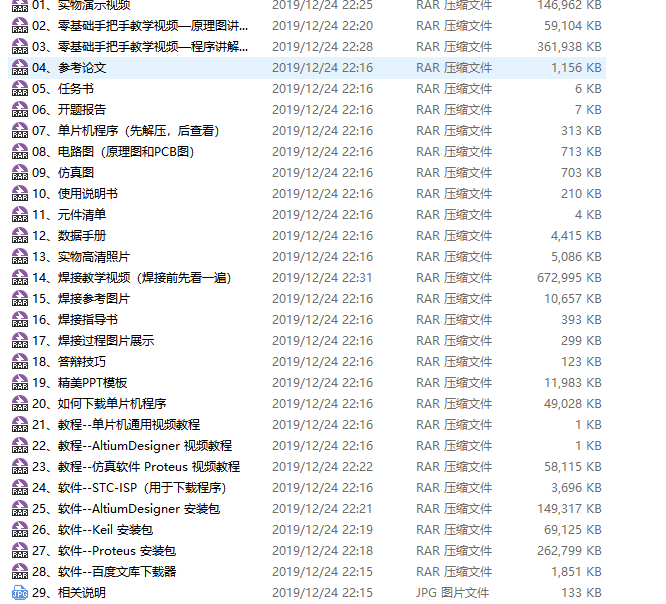 01、实物演示视频 2019/12/24 22:25 RAR 压缩文件 146,962 KB
02、零基础手把手教学视频—原理图讲... 2019/12/24 22:20 RAR 压缩文件 59,104 KB
03、零基础手把手教学视频—程序讲解... 2019/12/24 22:28 RAR 压缩文件 361,938 KB
04、参考论文 2019/12/24 22:16 RAR 压缩文件 1,156 KB
05、任务书 2019/12/24 22:16 RAR 压缩文件 6 KB
06、开题报告 2019/12/24 22:16 RAR 压缩文件 7 KB
07、单片机程序（先解压，后查看） 2019/12/24 22:16 RAR 压缩文件 313 KB
08、电路图（原理图和PCB图） 2019/12/24 22:16 RAR 压缩文件 713 KB
09、仿真图 2019/12/24 22:16 RAR 压缩文件 703 KB
10、使用说明书 2019/12/24 22:16 RAR 压缩文件 210 KB
11、元件清单 2019/12/24 22:16 RAR 压缩文件 4 KB
12、数据手册 2019/12/24 22:16 RAR 压缩文件 4,415 KB
13、实物高清照片 2019/12/24 22:16 RAR 压缩文件 5,086 KB
14、焊接教学视频（焊接前先看一遍） 2019/12/24 22:31 RAR 压缩文件 672,995 KB
15、焊接参考图片 2019/12/24 22:16 RAR 压缩文件 10,657 KB
16、焊接指导书 2019/12/24 22:16 RAR 压缩文件 393 KB
17、焊接过程图片展示 2019/12/24 22:16 RAR 压缩文件 299 KB
18、答辩技巧 2019/12/24 22:16 RAR 压缩文件 123 KB
19、精美PPT模板 2019/12/24 22:16 RAR 压缩文件 11,983 KB
20、如何下载单片机程序 2019/12/24 22:16 RAR 压缩文件 49,028 KB
21、教程--单片机通用视频教程 2019/12/24 22:16 RAR 压缩文件 1 KB
22、教程--AltiumDesigner 视频教程 2019/12/24 22:16 RAR 压缩文件 1 KB
23、教程--仿真软件 Proteus 视频教程 2019/12/24 22:22 RAR 压缩文件 58,115 KB
24、软件--STC-ISP（用于下载程序） 2019/12/24 22:16 RAR 压缩文件 3,696 KB
25、软件--AltiumDesigner 安装包 2019/12/24 22:21 RAR 压缩文件 149,317 KB
26、软件--Keil 安装包 2019/12/24 22:19 RAR 压缩文件 69,125 KB
27、软件--Proteus 安装包 2019/12/24 22:18 RAR 压缩文件 262,799 KB
28、软件--百度文库下载器 2019/12/24 22:15 RAR 压缩文件 1,851 KB
29、相关说明 2019/12/24 22:15 JPG 图片文件 133 KB